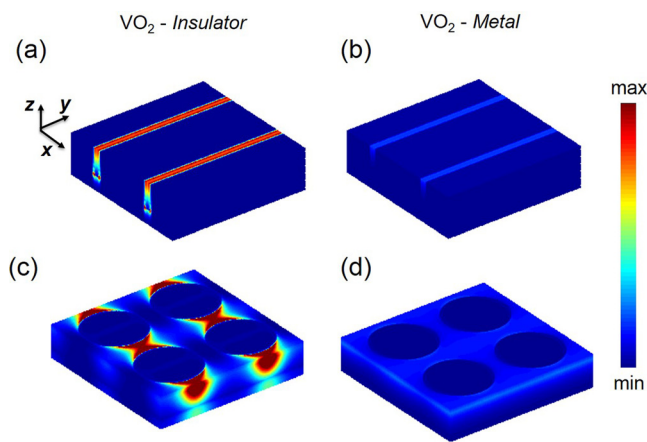 VO₂ - Insulator
VO₂ - Metal
(a)
(b)
z
y
x
max
(c)
(d)
min